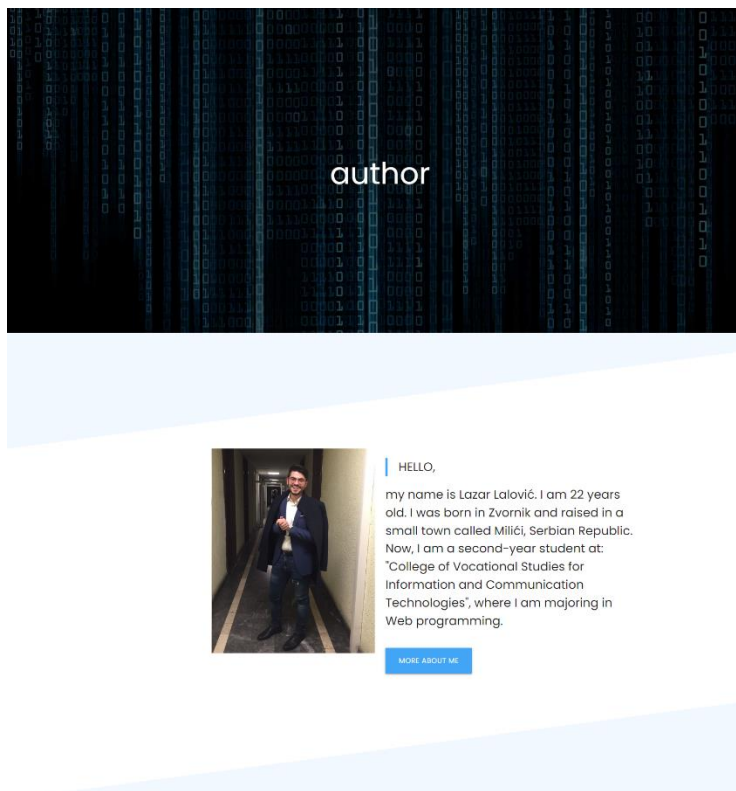 author
HELLO,
my name is Lazar Lalović. I am 22 years
old. I was born in Zvornik and raised in a
small town called Milići, Serbian Republic.
Now, I am a second-year student at:
"College of Vocational Studies for
Information and Communication
Technologies", where I am majoring in
Web programming.
MORE ABOUT ME